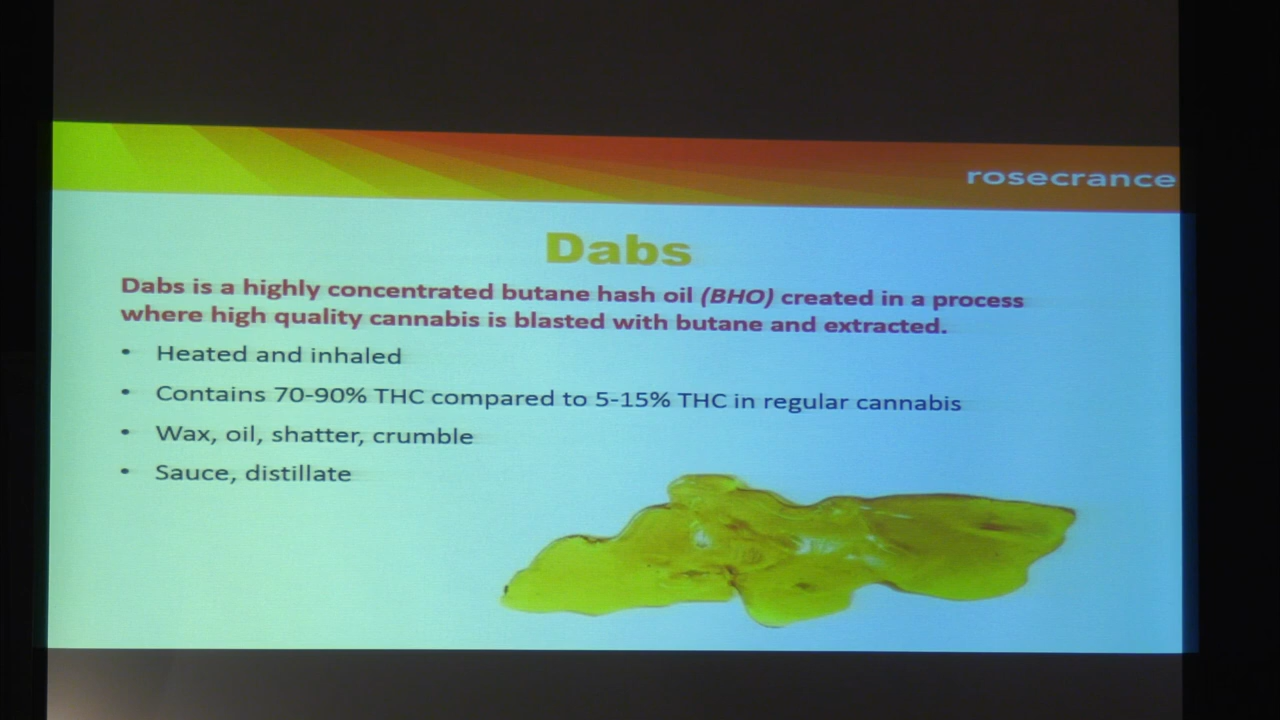 rosecrance
Dabs
Dabs is a highly concentrated butane hash oil (BHO) created in a process
where high quality cannabis is blasted with butane and extracted.
• Heated and inhaled
• Contains 70-90% THC compared to 5-15% THC in regular cannabis
• Wax, oil, shatter, crumble
• Sauce, distillate